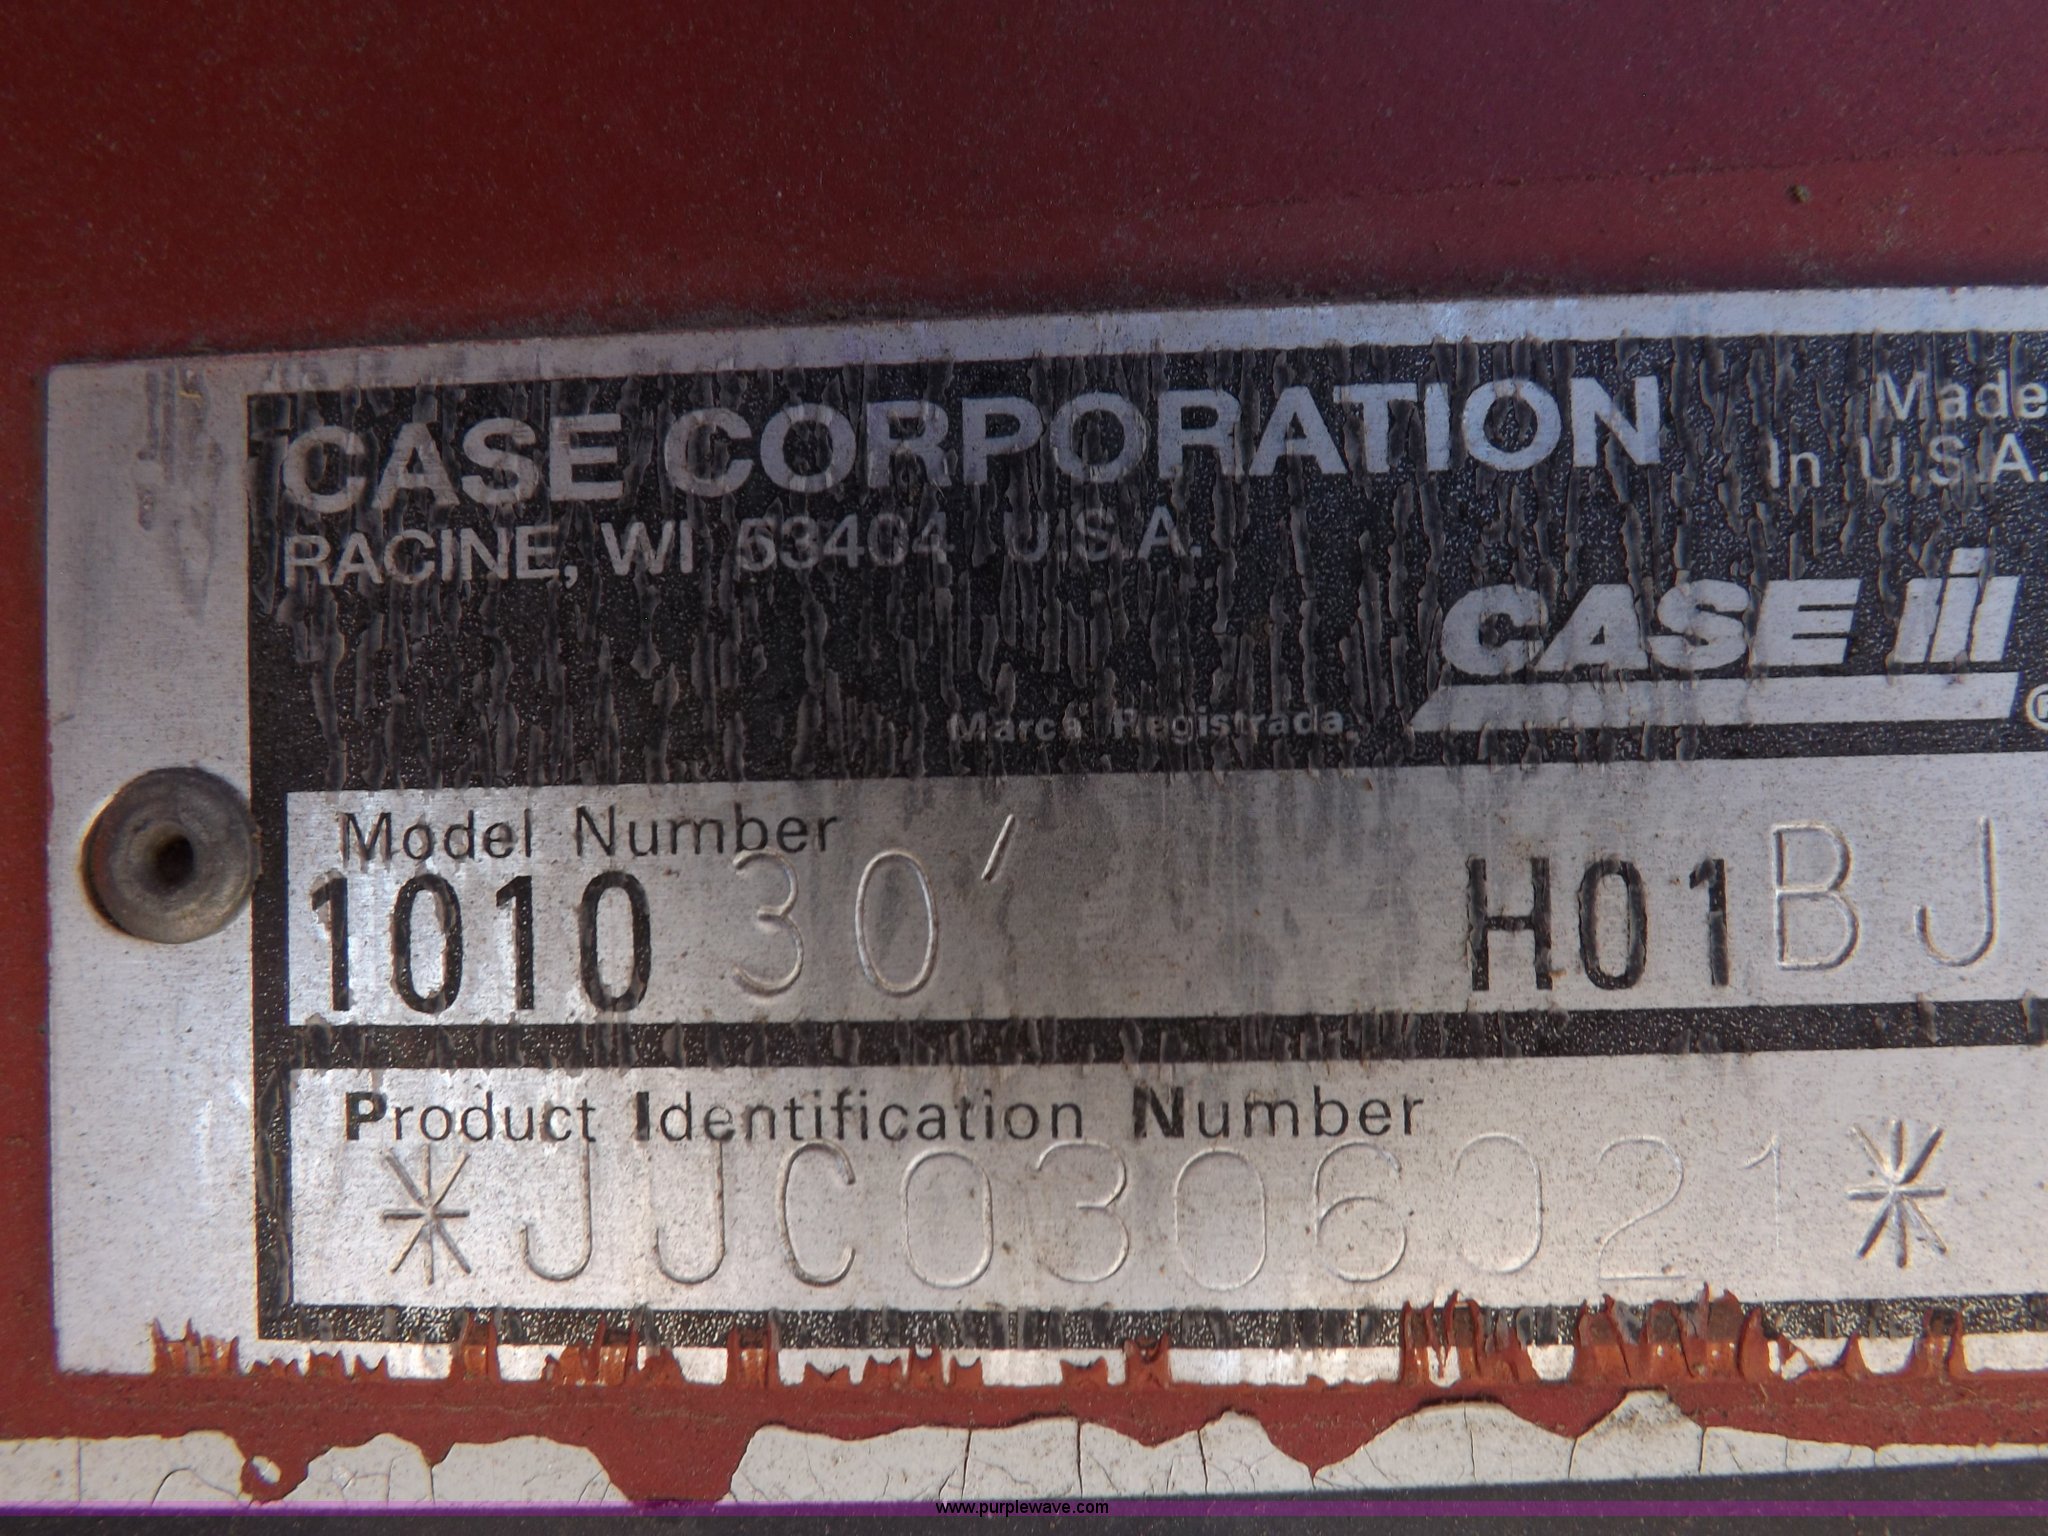 CASE CORPORATION
Made
In U.S.A.
RACINE, WI 53404 U.S.A.
CASE IH
®
Marca Registrada
Model Number
1010 30' H01BJ
Product Identification Number
*JJC0306021*
www.purplewave.com